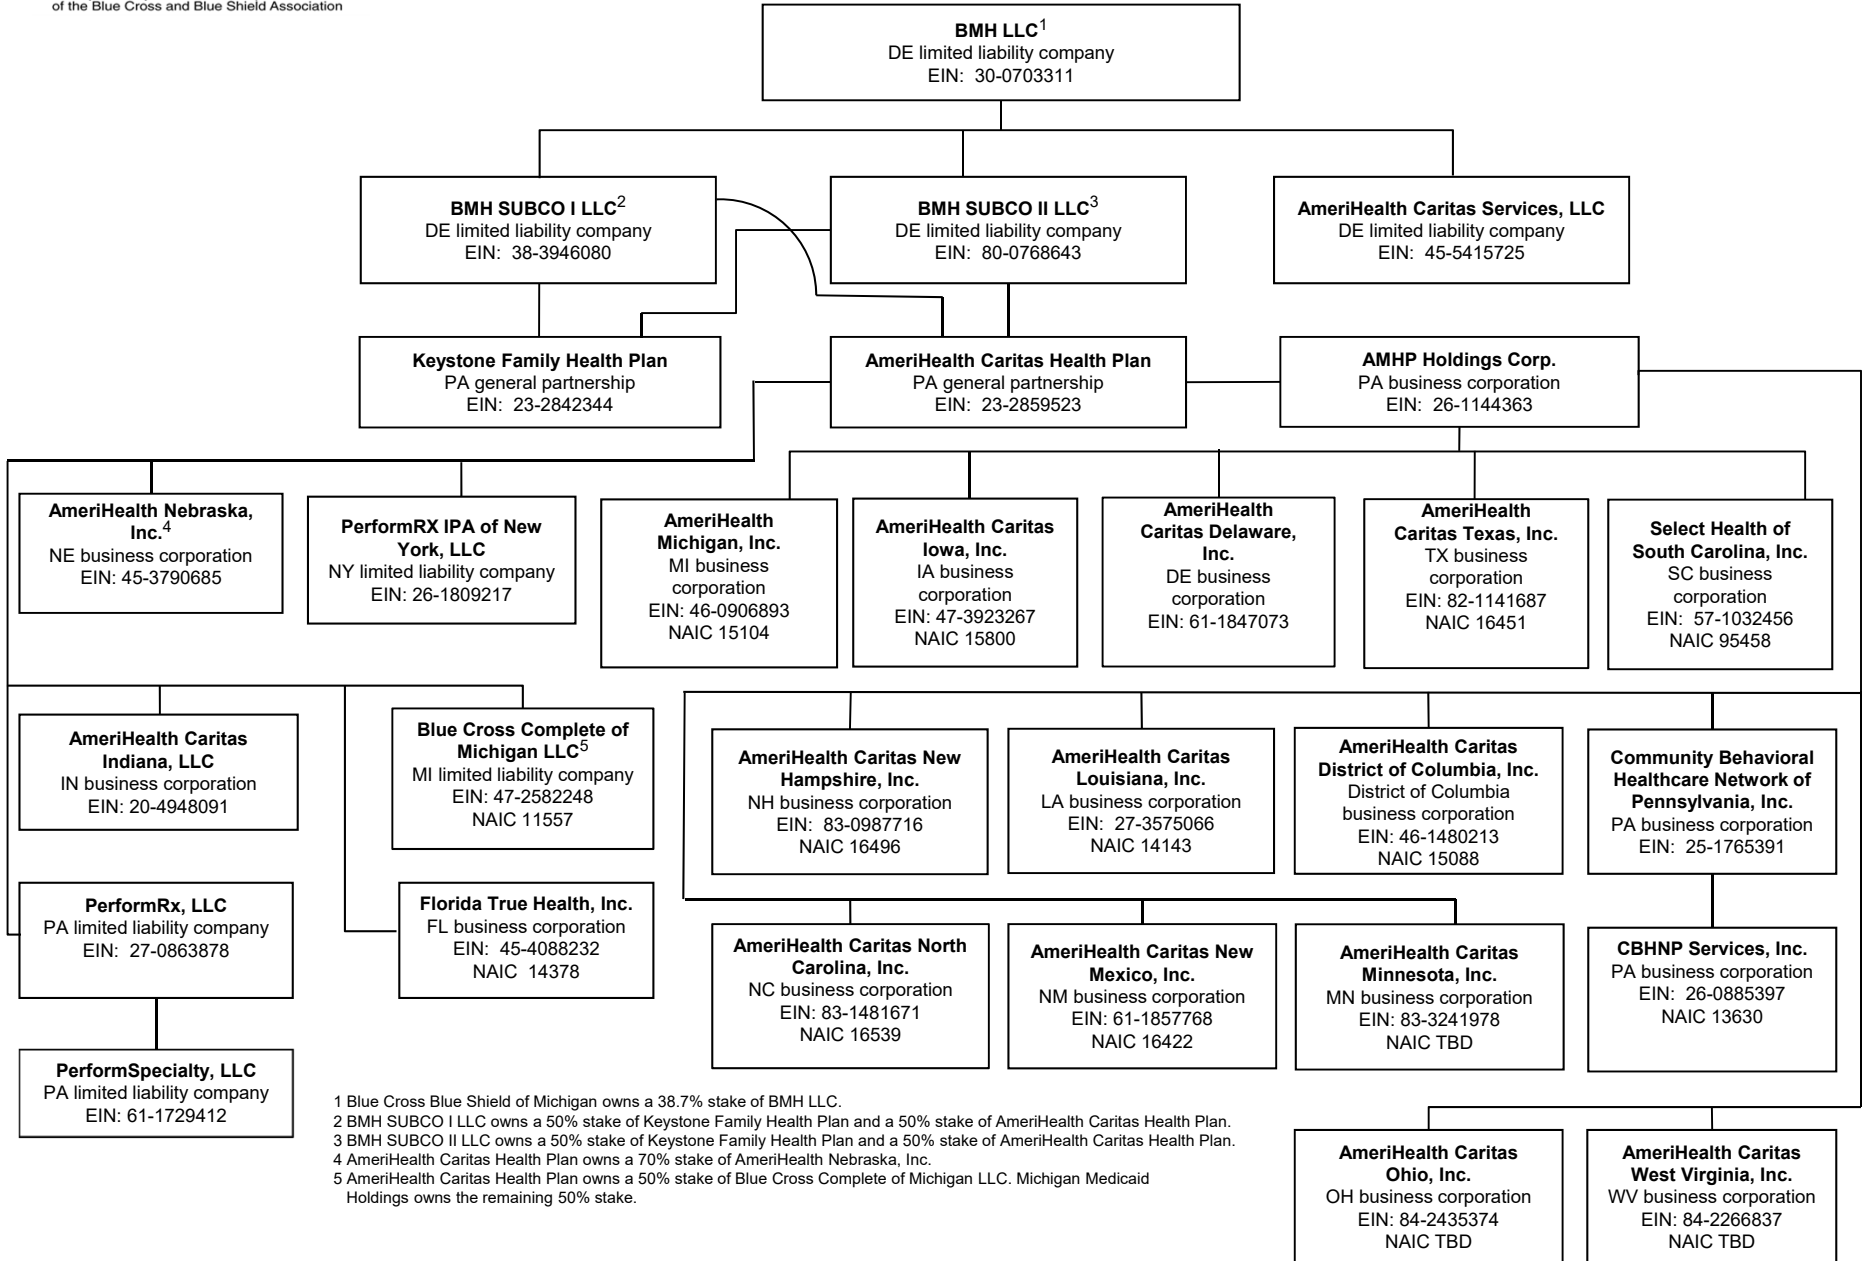 of the Blue Cross and Blue Shield Association
BMH LLC1
DE limited liability company
EIN: 30-0703311
BMH SUBCO I LLC2
DE limited liability company
EIN: 38-3946080
BMH SUBCO II LLC3
DE limited liability company
EIN: 80-0768643
AmeriHealth Caritas Services, LLC
DE limited liability company
EIN: 45-5415725
Keystone Family Health Plan
PA general partnership
EIN: 23-2842344
AmeriHealth Caritas Health Plan
PA general partnership
EIN: 23-2859523
AMHP Holdings Corp.
PA business corporation
EIN: 26-1144363
AmeriHealth Nebraska,
Inc.4
NE business corporation
EIN: 45-3790685
PerformRX IPA of New
York, LLC
NY limited liability company
EIN: 26-1809217
AmeriHealth
Michigan, Inc.
MI business
corporation
EIN: 46-0906893
NAIC 15104
AmeriHealth Caritas
Iowa, Inc.
IA business
corporation
EIN: 47-3923267
NAIC 15800
AmeriHealth
Caritas Delaware,
Inc.
DE business
corporation
EIN: 61-1847073
AmeriHealth
Caritas Texas, Inc.
TX business
corporation
EIN: 82-1141687
NAIC 16451
Select Health of
South Carolina, Inc.
SC business
corporation
EIN: 57-1032456
NAIC 95458
AmeriHealth Caritas
Indiana, LLC
IN business corporation
EIN: 20-4948091
Blue Cross Complete of
Michigan LLC5
MI limited liability company
EIN: 47-2582248
NAIC 11557
AmeriHealth Caritas New
Hampshire, Inc.
NH business corporation
EIN: 83-0987716
NAIC 16496
AmeriHealth Caritas
Louisiana, Inc.
LA business corporation
EIN: 27-3575066
NAIC 14143
AmeriHealth Caritas
District of Columbia, Inc.
District of Columbia
business corporation
EIN: 46-1480213
NAIC 15088
Community Behavioral
Healthcare Network of
Pennsylvania, Inc.
PA business corporation
EIN: 25-1765391
PerformRx, LLC
PA limited liability company
EIN: 27-0863878
Florida True Health, Inc.
FL business corporation
EIN: 45-4088232
NAIC 14378
AmeriHealth Caritas North
Carolina, Inc.
NC business corporation
EIN: 83-1481671
NAIC 16539
AmeriHealth Caritas New
Mexico, Inc.
NM business corporation
EIN: 61-1857768
NAIC 16422
AmeriHealth Caritas
Minnesota, Inc.
MN business corporation
EIN: 83-3241978
NAIC TBD
CBHNP Services, Inc.
PA business corporation
EIN: 26-0885397
NAIC 13630
PerformSpecialty, LLC
PA limited liability company
EIN: 61-1729412
1 Blue Cross Blue Shield of Michigan owns a 38.7% stake of BMH LLC.
2 BMH SUBCO I LLC owns a 50% stake of Keystone Family Health Plan and a 50% stake of AmeriHealth Caritas Health Plan.
3 BMH SUBCO II LLC owns a 50% stake of Keystone Family Health Plan and a 50% stake of AmeriHealth Caritas Health Plan.
4 AmeriHealth Caritas Health Plan owns a 70% stake of AmeriHealth Nebraska, Inc.
5 AmeriHealth Caritas Health Plan owns a 50% stake of Blue Cross Complete of Michigan LLC. Michigan Medicaid
Holdings owns the remaining 50% stake.
AmeriHealth Caritas
Ohio, Inc.
OH business corporation
EIN: 84-2435374
NAIC TBD
AmeriHealth Caritas
West Virginia, Inc.
WV business corporation
EIN: 84-2266837
NAIC TBD